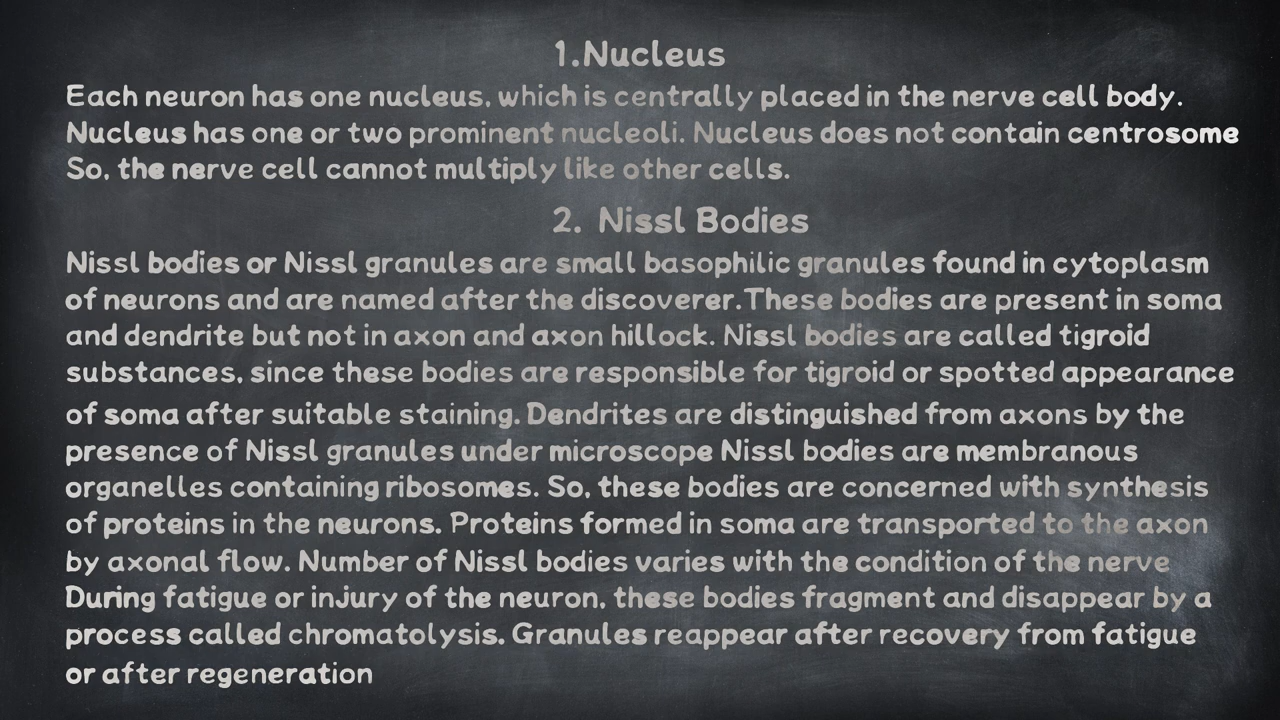 1.Nucleus
Each neuron has one nucleus, which is centrally placed in the nerve cell body.
Nucleus has one or two prominent nucleoli. Nucleus does not contain centrosome
So, the nerve cell cannot multiply like other cells.
2. Nissl Bodies
Nissl bodies or Nissl granules are small basophilic granules found in cytoplasm
of neurons and are named after the discoverer.These bodies are present in soma
and dendrite but not in axon and axon hillock. Nissl bodies are called tigroid
substances, since these bodies are responsible for tigroid or spotted appearance
of soma after suitable staining. Dendrites are distinguished from axons by the
presence of Nissl granules under microscope Nissl bodies are membranous
organelles containing ribosomes. So, these bodies are concerned with synthesis
of proteins in the neurons. Proteins formed in soma are transported to the axon
by axonal flow. Number of Nissl bodies varies with the condition of the nerve
During fatigue or injury of the neuron, these bodies fragment and disappear by a
process called chromatolysis. Granules reappear after recovery from fatigue
or after regeneration